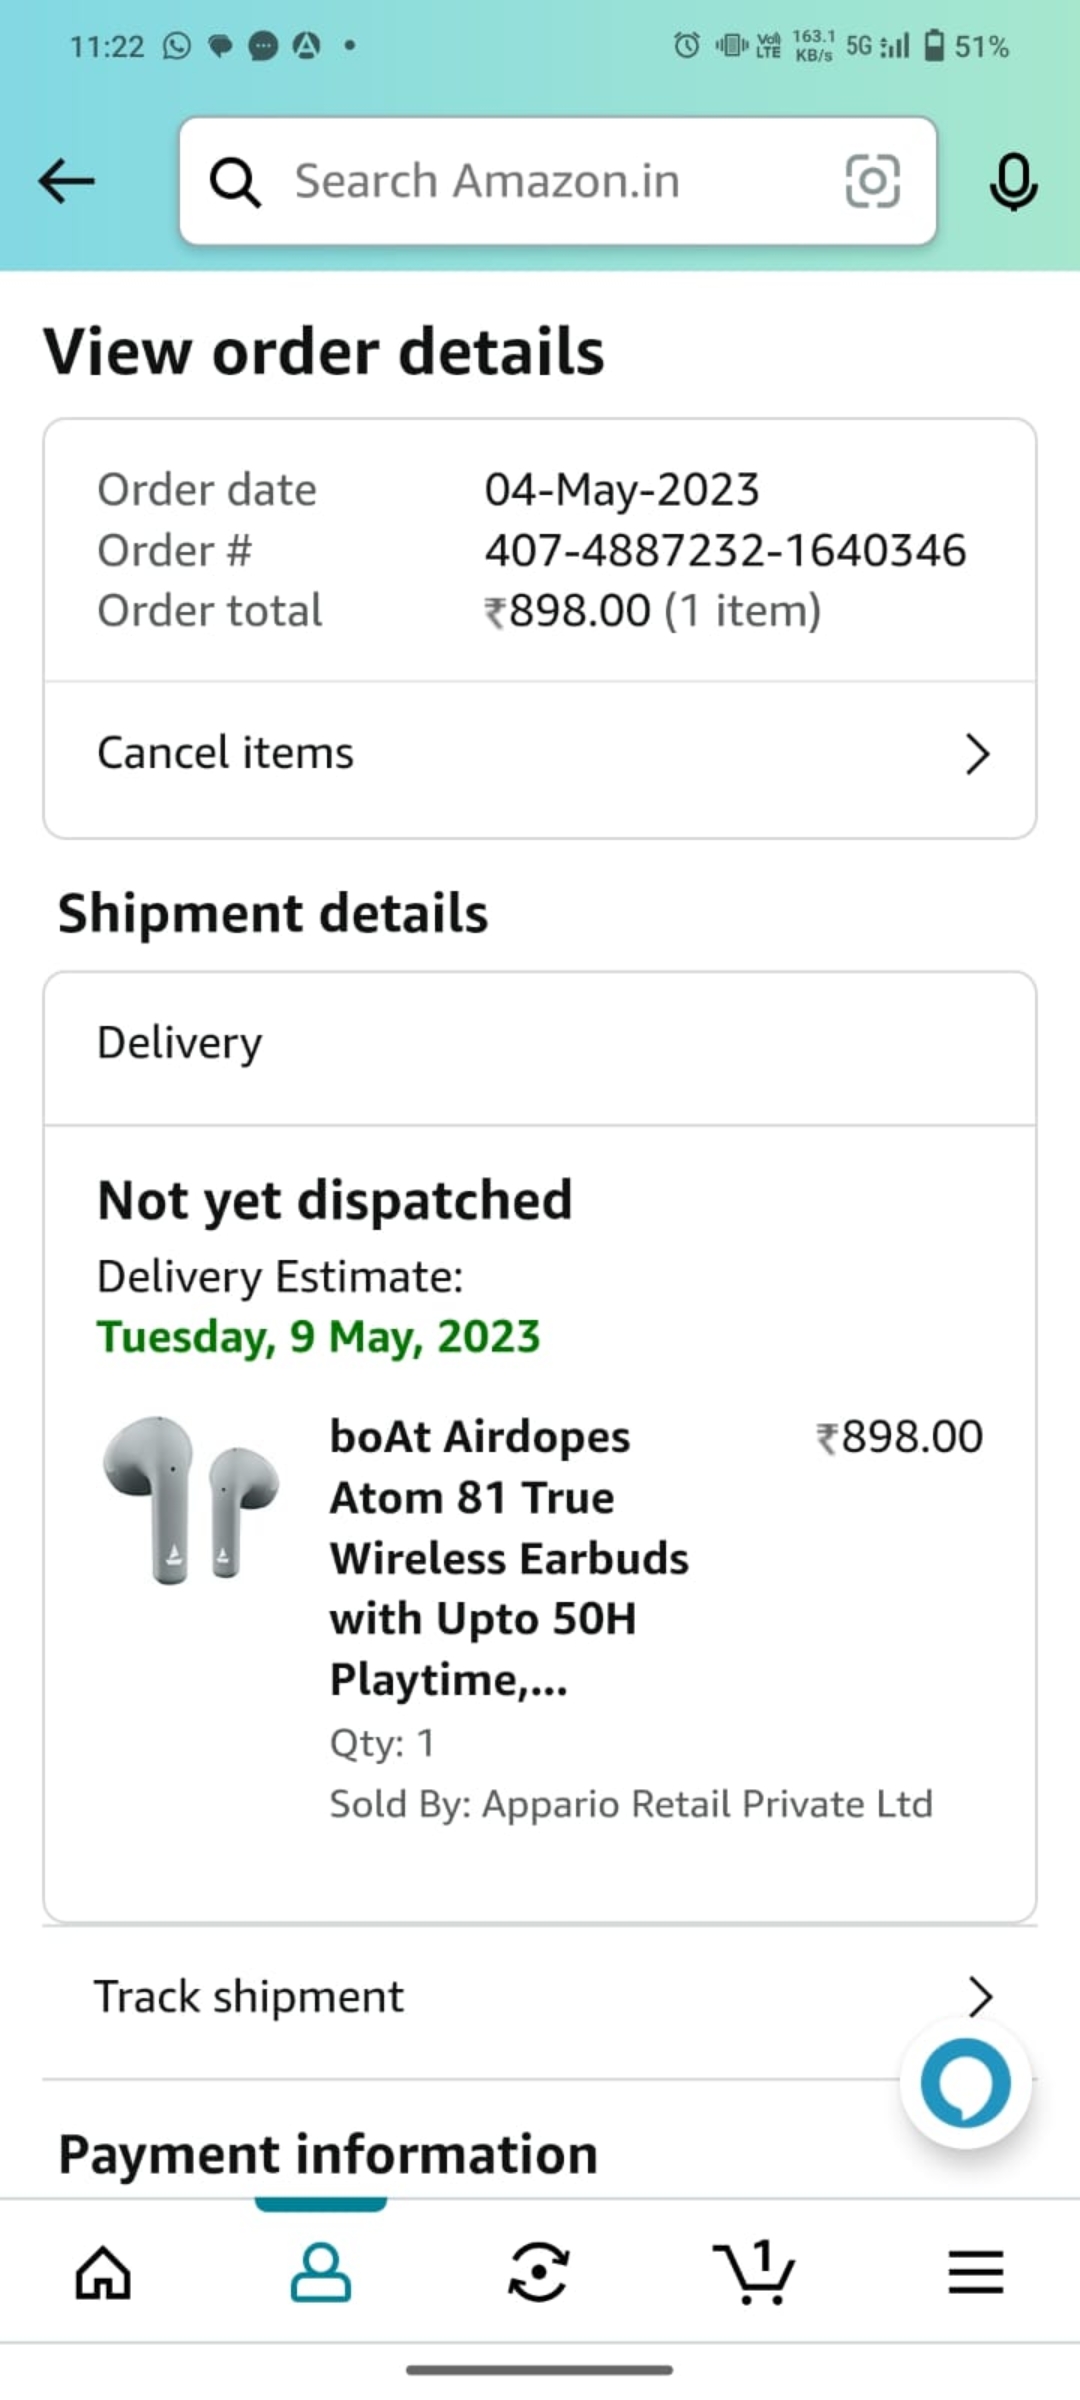 11:22
Vo) LTE 163.1 KB/s 5G 51%
Search Amazon.in
View order details
Order date 04-May-2023
Order # 407-4887232-1640346
Order total ₹898.00 (1 item)
Cancel items
Shipment details
Delivery
Not yet dispatched
Delivery Estimate:
Tuesday, 9 May, 2023
boAt Airdopes ₹898.00
Atom 81 True
Wireless Earbuds
with Upto 50H
Playtime,...
Qty: 1
Sold By: Appario Retail Private Ltd
Track shipment
Payment information
1